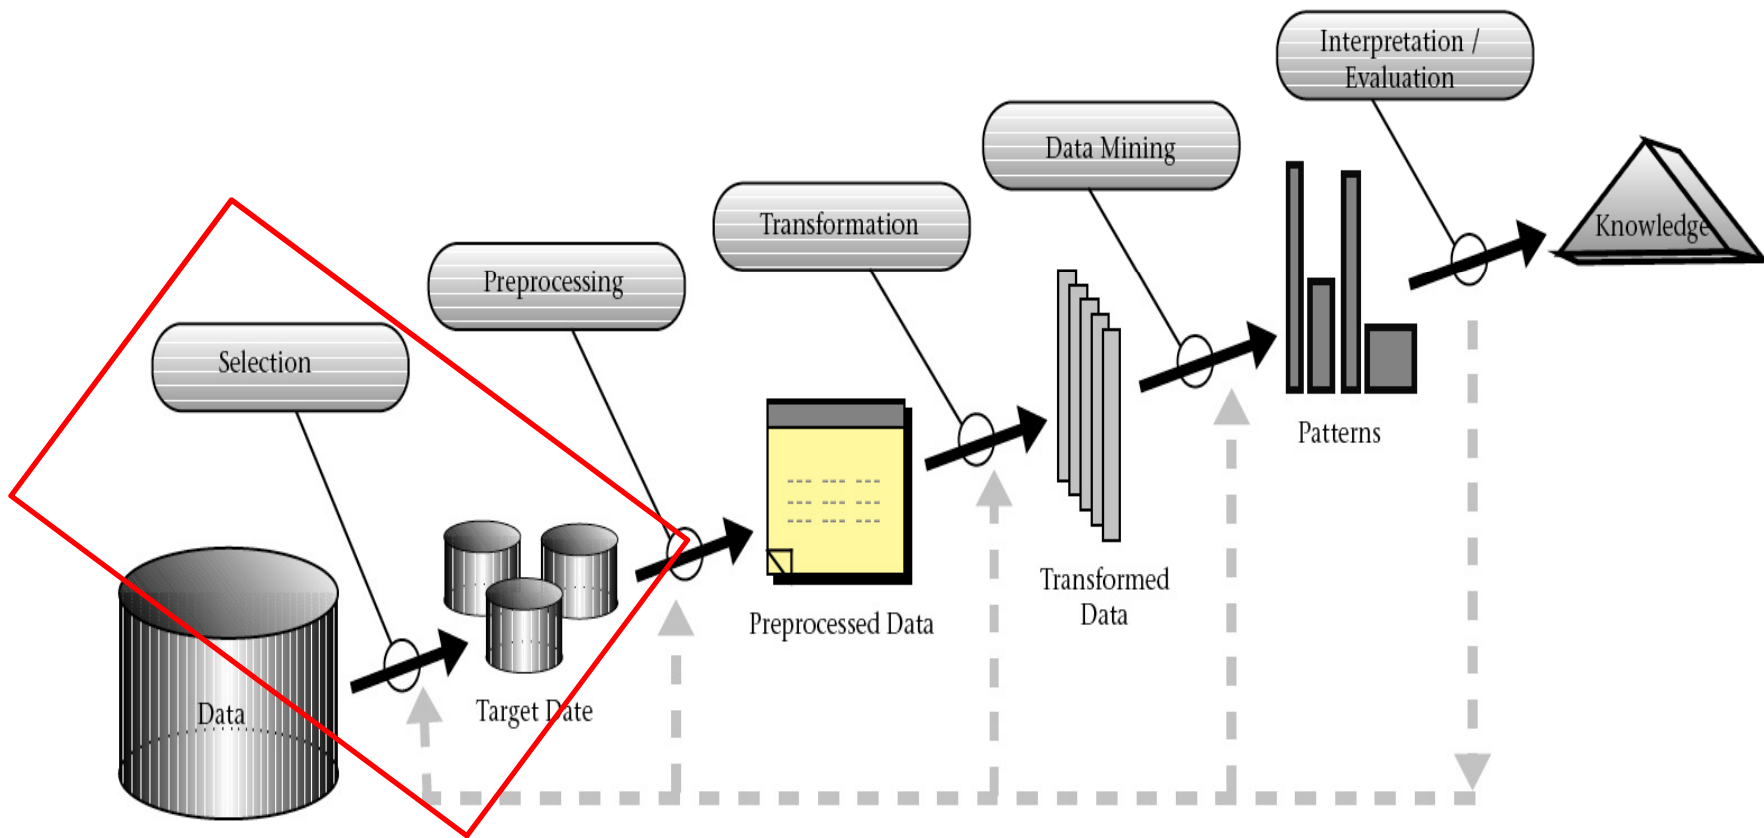 Interpretation /
Evaluation
Data Mining
Transformation
Preprocessing
Selection
Knowledge
Patterns
Transformed
Data
Preprocessed Data
Target Date
Data